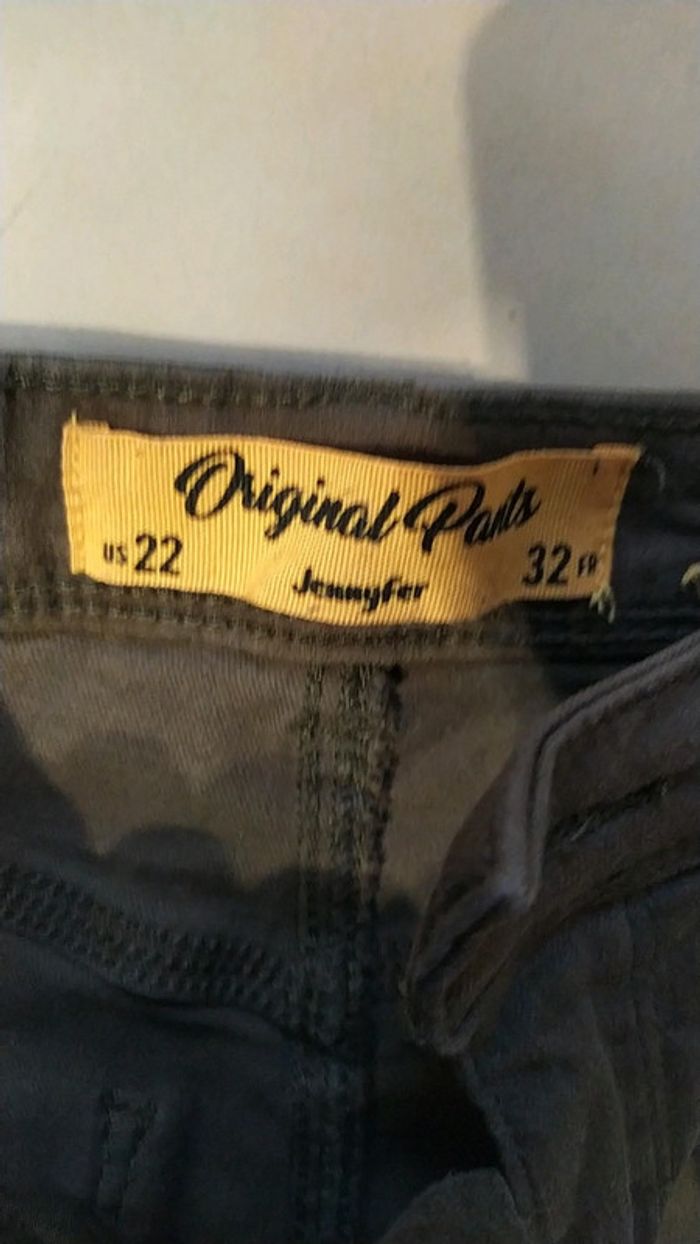 Original Pants
US 22 32 FR
Jennyfer